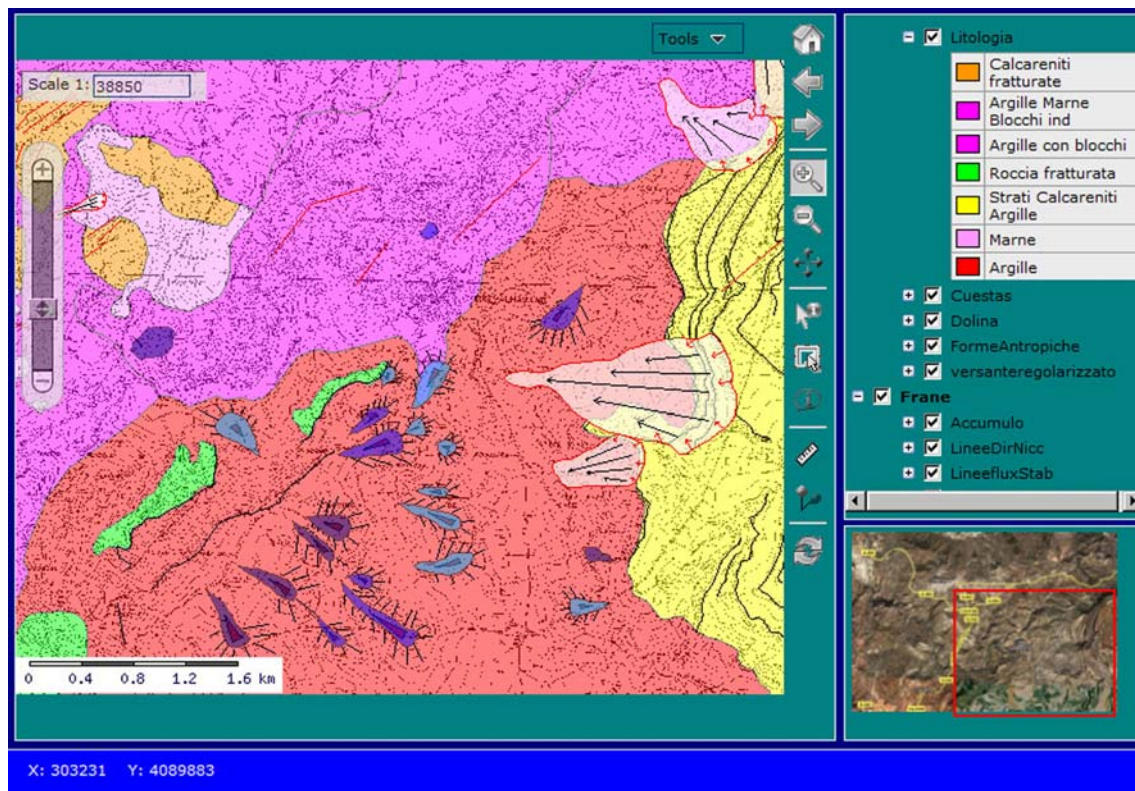 Tools
Scale 1: 38850
0 0.4 0.8 1.2 1.6 km
Litologia
Calcareniti
fratturate
Argille Marne
Blocchi ind
Argille con blocchi
Roccia fratturata
Strati Calcareniti
Argille
Marne
Argille
Cuestas
Dolina
FormeAntropiche
versanteregolarizzato
Frane
Accumulo
LineeDirNicc
LineefluxStab
X: 303231 Y: 4089883